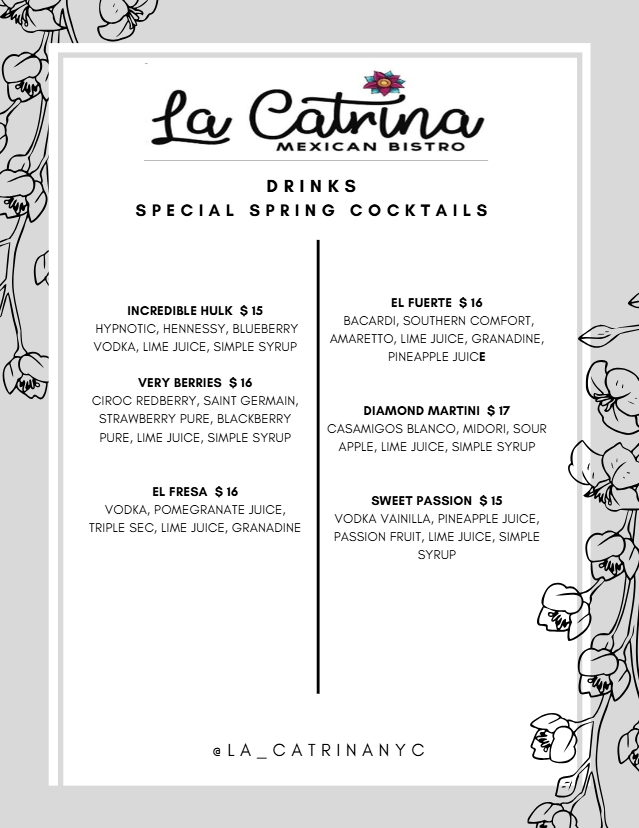 La Catrina
MEXICAN BISTRO
DRINKS
SPECIAL SPRING COCKTAILS
INCREDIBLE HULK $ 15
HYPNOTIC, HENNESSY, BLUEBERRY
VODKA, LIME JUICE, SIMPLE SYRUP
VERY BERRIES $ 16
CIROC REDBERRY, SAINT GERMAIN,
STRAWBERRY PURE, BLACKBERRY
PURE, LIME JUICE, SIMPLE SYRUP
EL FRESA $ 16
VODKA, POMEGRANATE JUICE,
TRIPLE SEC, LIME JUICE, GRANADINE
EL FUERTE $ 16
BACARDI, SOUTHERN COMFORT,
AMARETTO, LIME JUICE, GRANADINE,
PINEAPPLE JUICE
DIAMOND MARTINI $ 17
CASAMIGOS BLANCO, MIDORI, SOUR
APPLE, LIME JUICE, SIMPLE SYRUP
SWEET PASSION $ 15
VODKA VAINILLA, PINEAPPLE JUICE,
PASSION FRUIT, LIME JUICE, SIMPLE
SYRUP
@LA_CATRINANYC